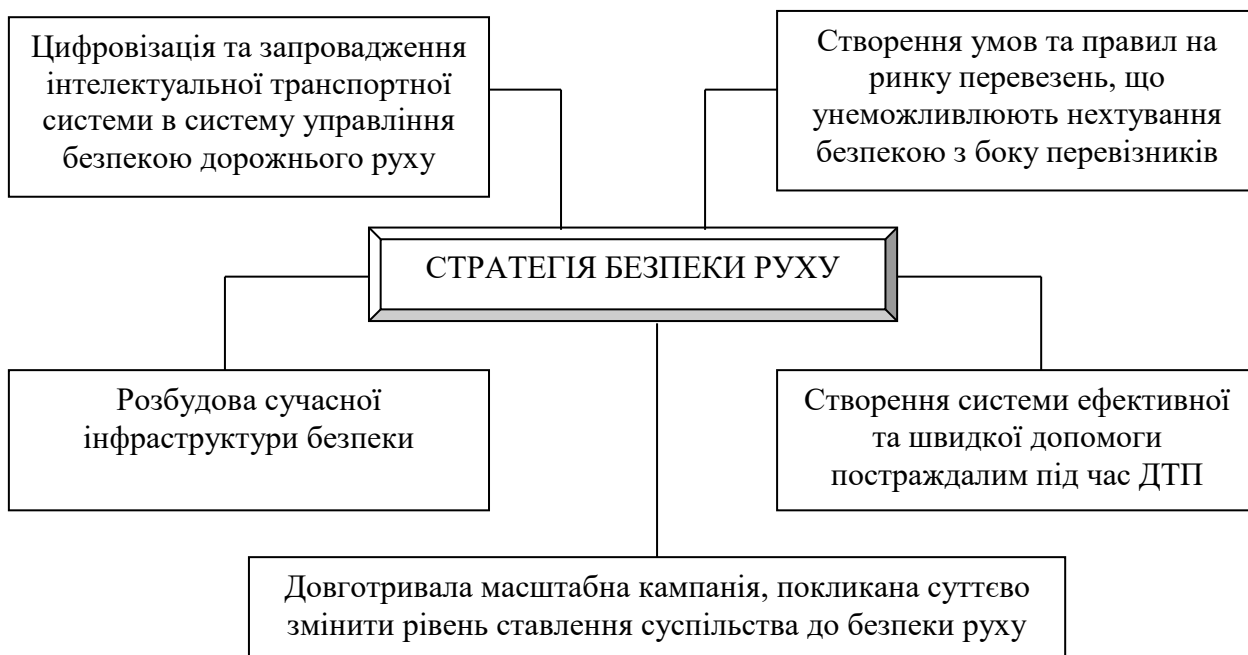 Цифровізація та запровадження
інтелектуальної транспортної
системи в систему управління
безпекою дорожнього руху
Створення умов та правил на
ринку перевезень, що
унеможливлюють нехтування
безпекою з боку перевізників
СТРАТЕГІЯ БЕЗПЕКИ РУХУ
Розбудова сучасної
інфраструктури безпеки
Створення системи ефективної
та швидкої допомоги
постраждалим під час ДТП
Довготривала масштабна кампанія, покликана суттєво
змінити рівень ставлення суспільства до безпеки руху